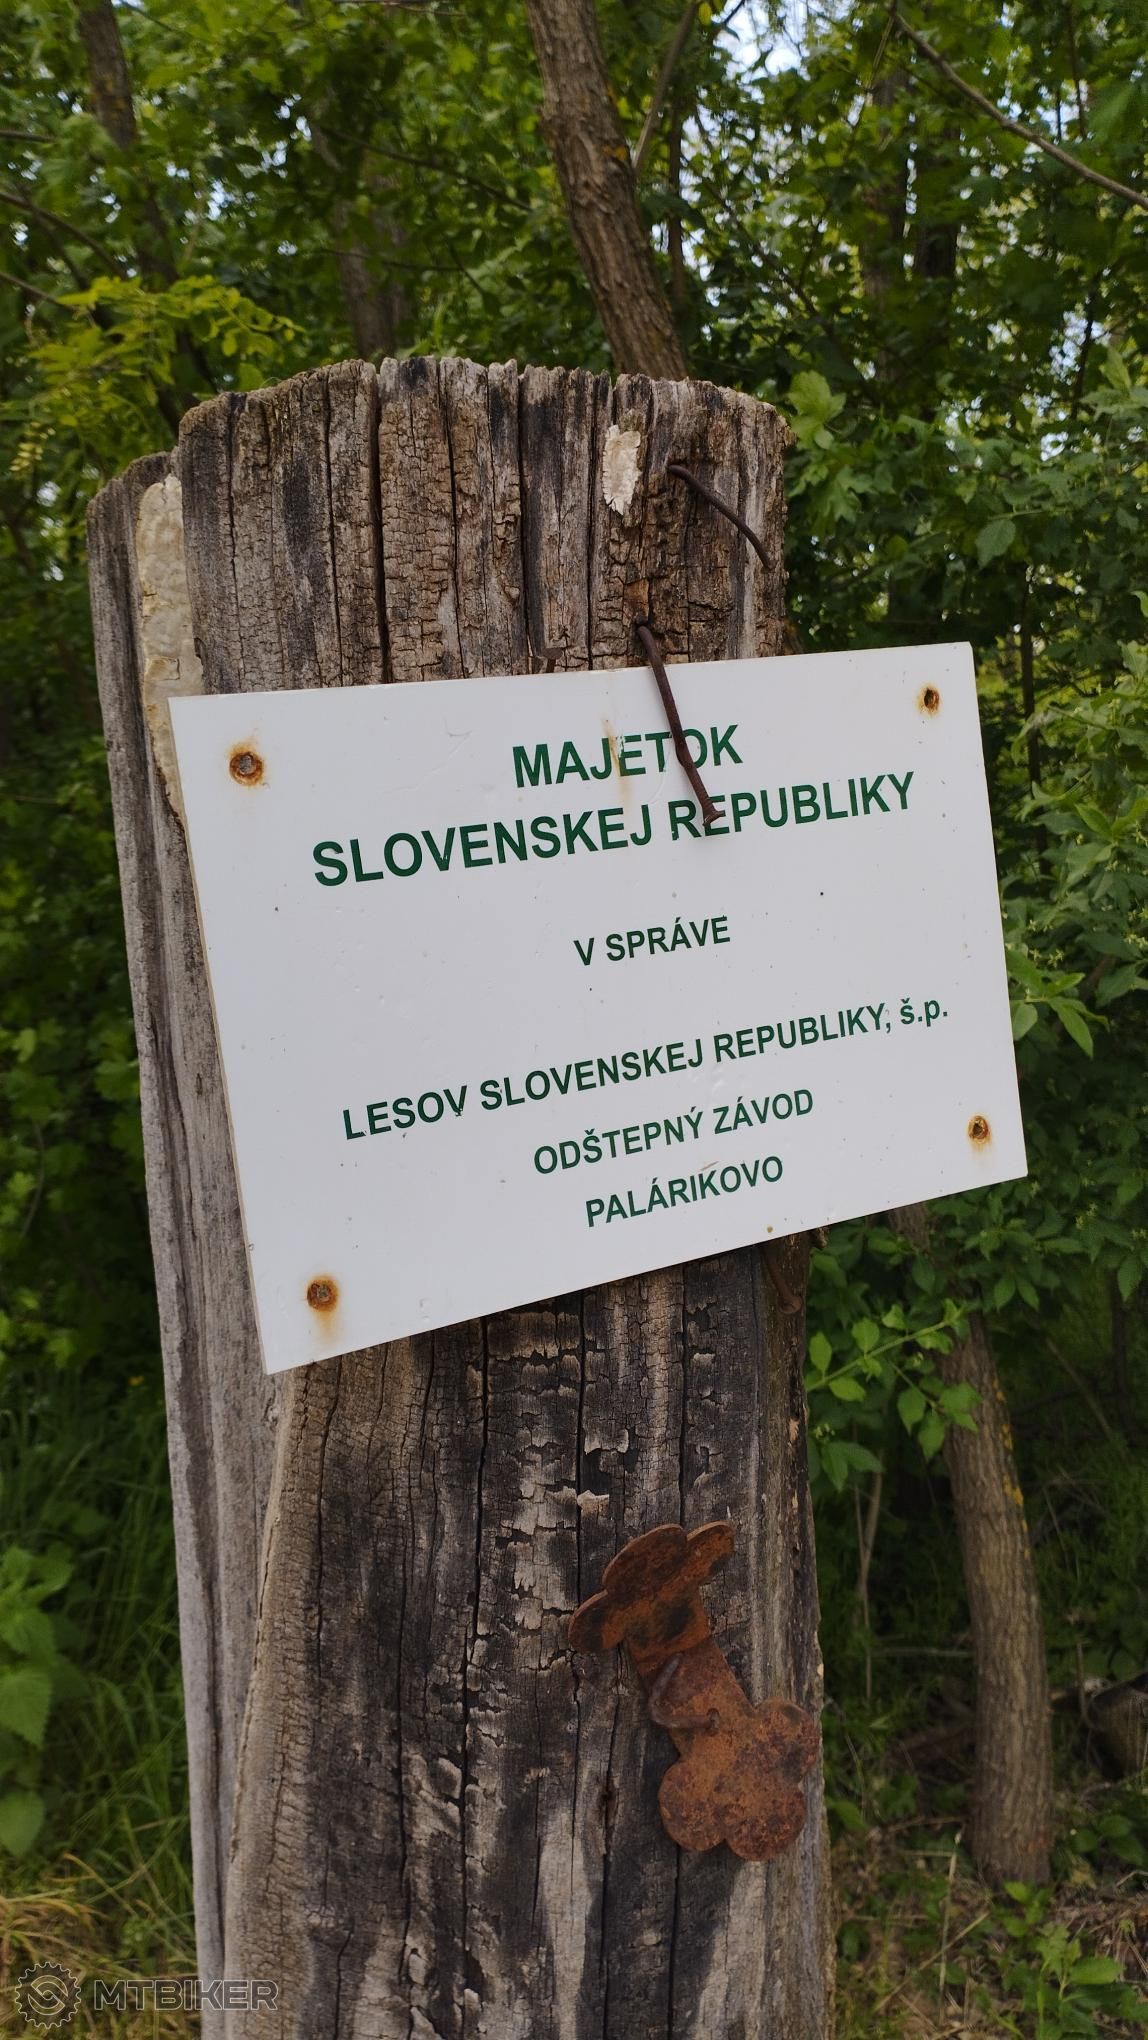 MAJETOK
SLOVENSKEJ REPUBLIKY
V SPRÁVE
LESOV SLOVENSKEJ REPUBLIKY, š.p.
ODŠTEPNÝ ZÁVOD
PALÁRIKOVO
MTBIKER